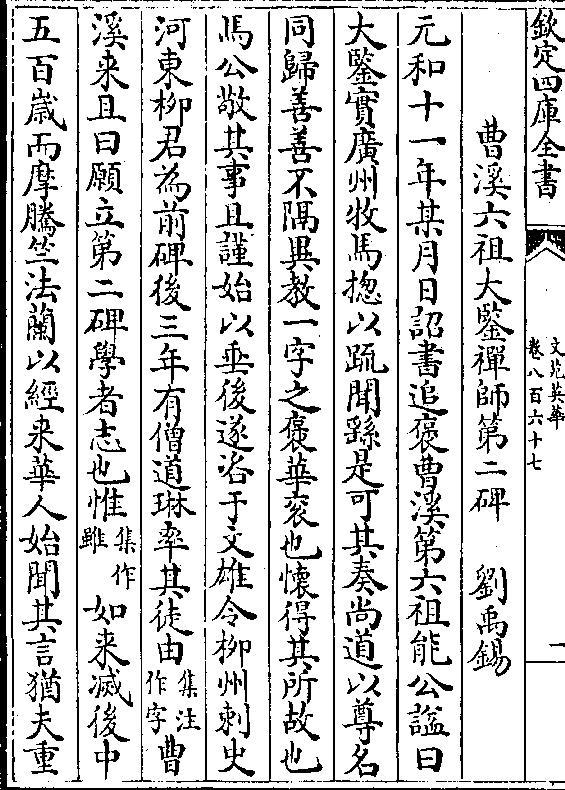 欽定四庫全書
文苑英華
卷八百六十七
一
曹溪六祖大鑒禪師第二碑　劉禹錫
元和十一年某月日詔書追褒曹溪第六祖能公諡曰
大鑒實廣州牧馬揔以疏聞繇是可其奏尚道以尊名
同歸善善不隔異教一字之褒華衮也懷得其所故也
馬公敬其事且謹始以垂後遂咨于文雄今柳州刺史
河東柳君為前碑後三年有僧道琳率其徒由集注作字曹
溪来且曰願立第二碑學者志也惟集作雖如来滅後中
五百嵗而摩騰竺法蘭以經来華人始聞其言猶夫重